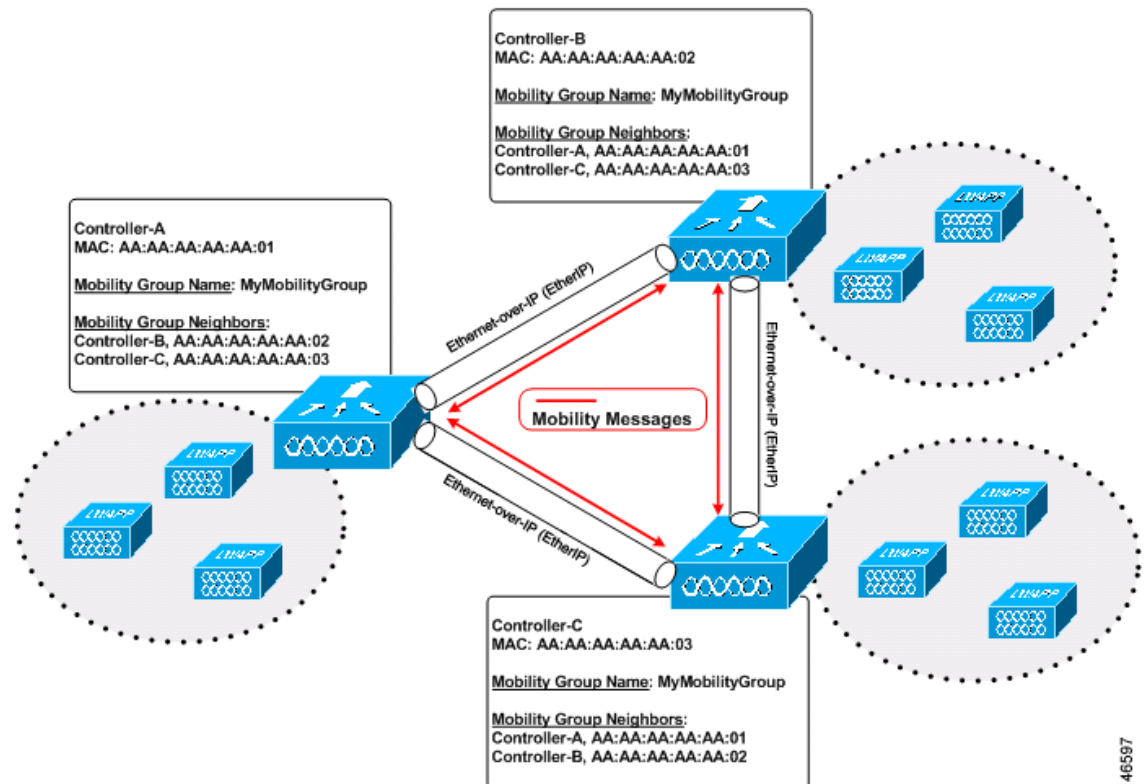 Controller-B
MAC: AA:AA:AA:AA:AA:02
Mobility Group Name: MyMobilityGroup
Mobility Group Neighbors:
Controller-A, AA:AA:AA:AA:AA:01
Controller-C, AA:AA:AA:AA:AA:03
LWAPP
LWAPP
LWAPP
Controller-A
MAC: AA:AA:AA:AA:AA:01
Mobility Group Name: MyMobilityGroup
Mobility Group Neighbors:
Controller-B, AA:AA:AA:AA:AA:02
Controller-C, AA:AA:AA:AA:AA:03
Ethernet-over-IP (EtherIP)
Ethernet-over-IP (EtherIP)
Mobility Messages
Ethernet-over-IP (EtherIP)
LWAPP
LWAPP
LWAPP
LWAPP
LWAPP
LWAPP
Controller-C
MAC: AA:AA:AA:AA:AA:03
Mobility Group Name: MyMobilityGroup
Mobility Group Neighbors:
Controller-A, AA:AA:AA:AA:AA:01
Controller-B, AA:AA:AA:AA:AA:02
46597